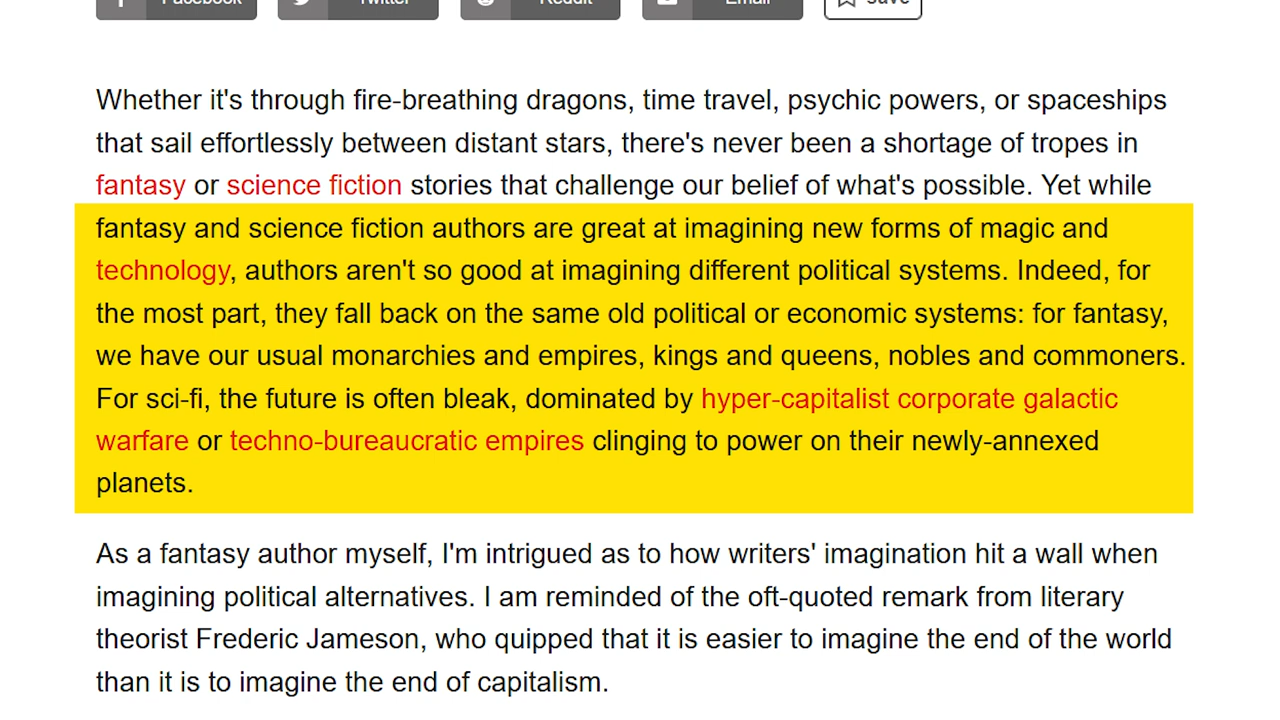 Facebook Twitter Reddit Email save
Whether it's through fire-breathing dragons, time travel, psychic powers, or spaceships
that sail effortlessly between distant stars, there's never been a shortage of tropes in
fantasy or science fiction stories that challenge our belief of what's possible. Yet while
fantasy and science fiction authors are great at imagining new forms of magic and
technology, authors aren't so good at imagining different political systems. Indeed, for
the most part, they fall back on the same old political or economic systems: for fantasy,
we have our usual monarchies and empires, kings and queens, nobles and commoners.
For sci-fi, the future is often bleak, dominated by hyper-capitalist corporate galactic
warfare or techno-bureaucratic empires clinging to power on their newly-annexed
planets.
As a fantasy author myself, I'm intrigued as to how writers' imagination hit a wall when
imagining political alternatives. I am reminded of the oft-quoted remark from literary
theorist Frederic Jameson, who quipped that it is easier to imagine the end of the world
than it is to imagine the end of capitalism.